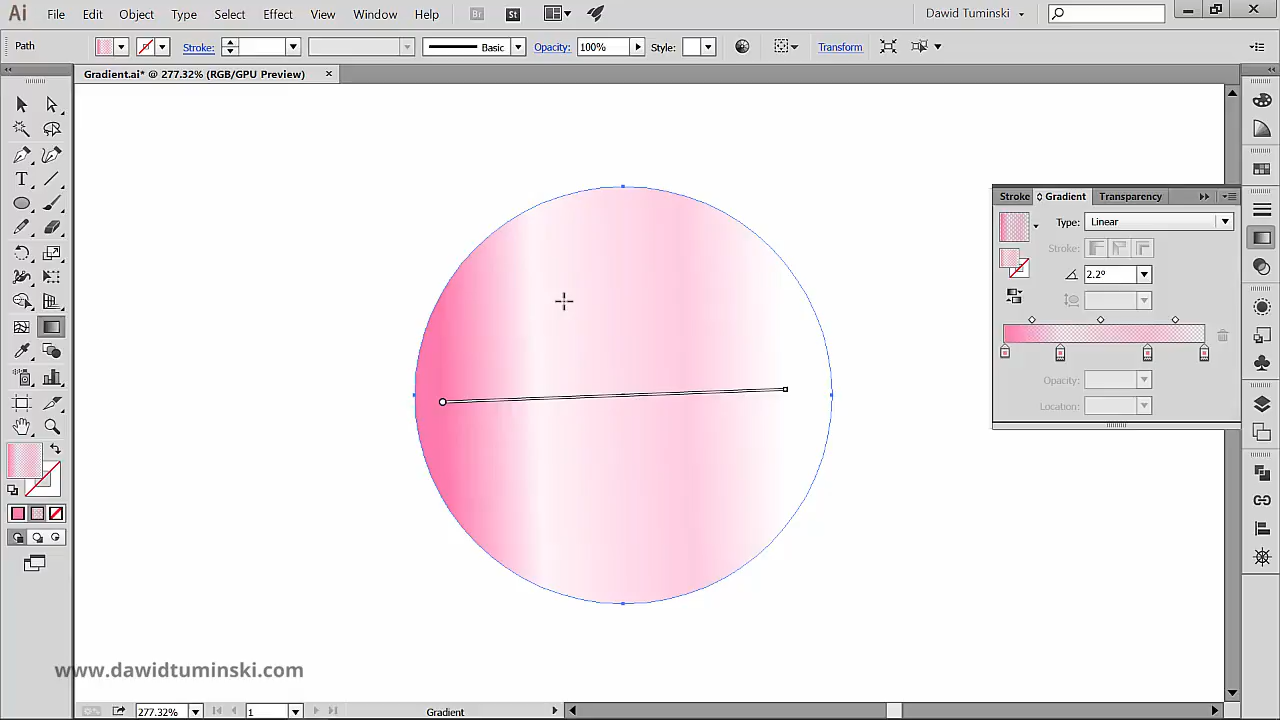 Ai File Edit Object Type Select Effect View Window Help Br St Dawid Tuminski
Path Stroke: Basic Opacity: 100% Style: Transform
Gradient.ai* @ 277.32% (RGB/GPU Preview) ×
Stroke Gradient Transparency
Type: Linear
Stroke:
2.2°
Opacity:
Location:
T
www.dawidtuminski.com
277.32% 1 Gradient